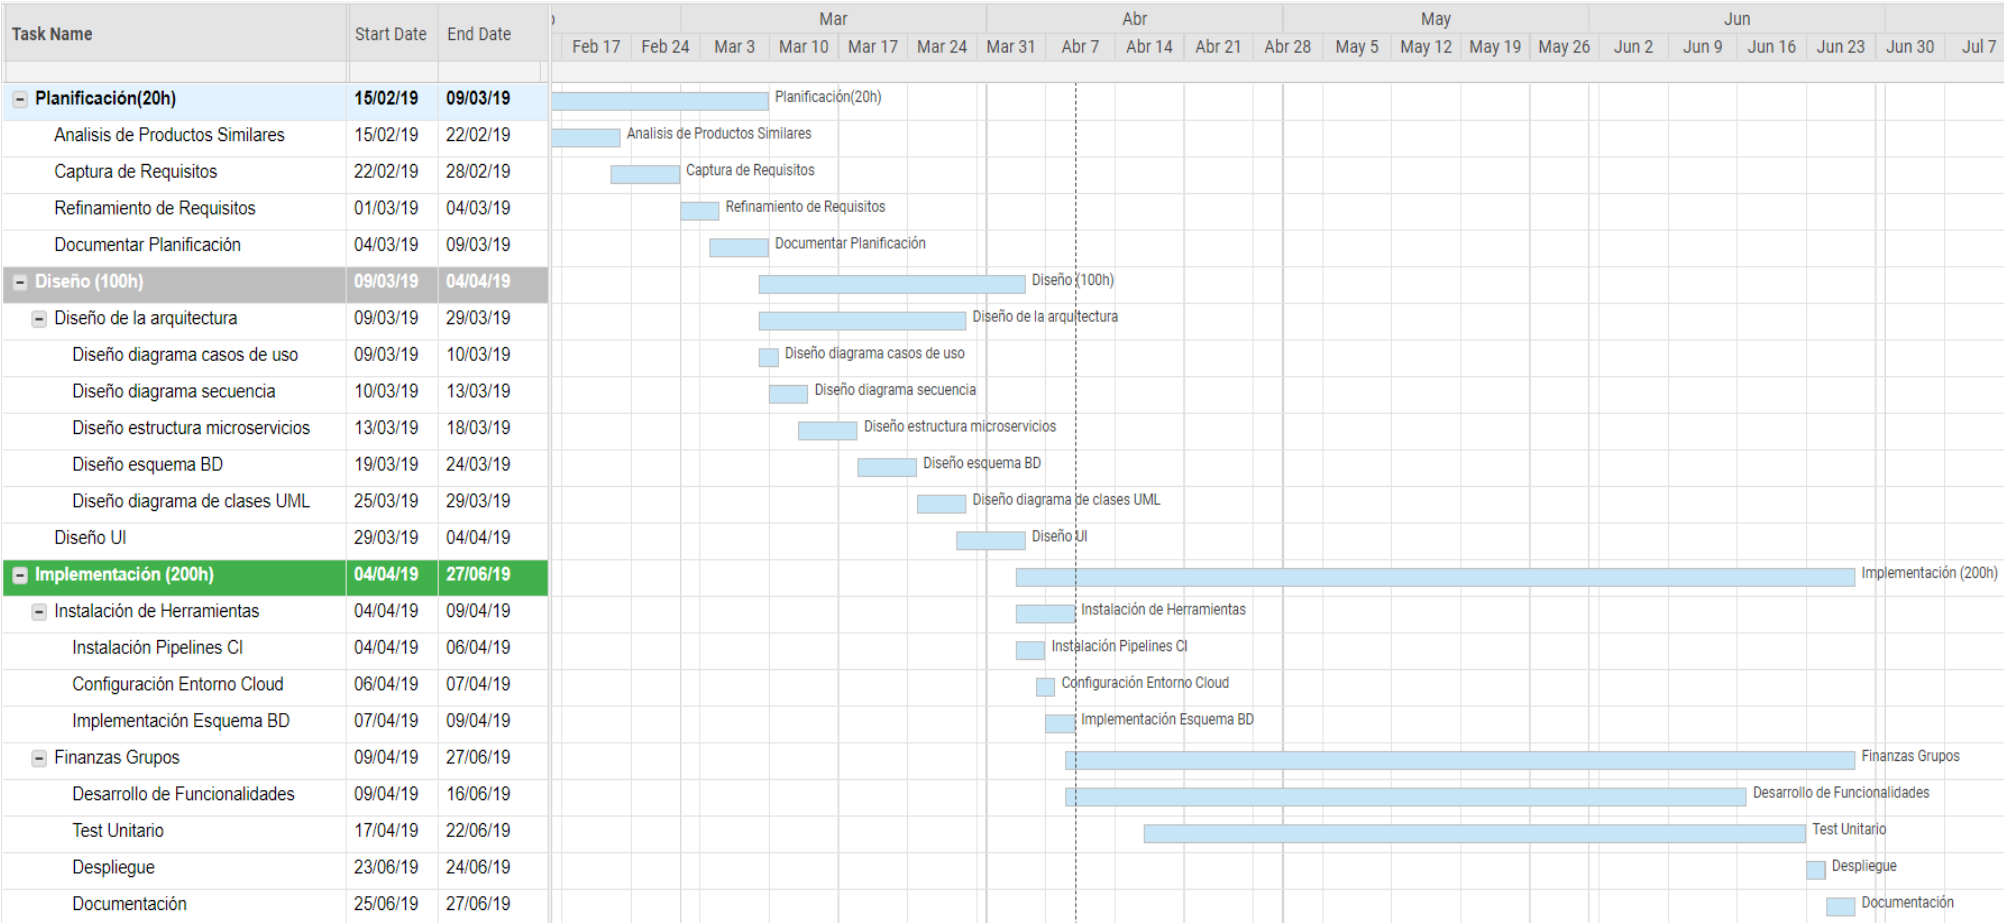 Task Name Start Date End Date
Mar Abr May Jun
Feb 17 Feb 24 Mar 3 Mar 10 Mar 17 Mar 24 Mar 31 Abr 7 Abr 14 Abr 21 Abr 28 May 5 May 12 May 19 May 26 Jun 2 Jun 9 Jun 16 Jun 23 Jun 30 Jul 7
Planificación(20h) 15/02/19 09/03/19 Planificación(20h)
Analisis de Productos Similares 15/02/19 22/02/19 Analisis de Productos Similares
Captura de Requisitos 22/02/19 28/02/19 Captura de Requisitos
Refinamiento de Requisitos 01/03/19 04/03/19 Refinamiento de Requisitos
Documentar Planificación 04/03/19 09/03/19 Documentar Planificación
Diseño (100h) 09/03/19 04/04/19 Diseño (100h)
Diseño de la arquitectura 09/03/19 29/03/19 Diseño de la arquitectura
Diseño diagrama casos de uso 09/03/19 10/03/19 Diseño diagrama casos de uso
Diseño diagrama secuencia 10/03/19 13/03/19 Diseño diagrama secuencia
Diseño estructura microservicios 13/03/19 18/03/19 Diseño estructura microservicios
Diseño esquema BD 19/03/19 24/03/19 Diseño esquema BD
Diseño diagrama de clases UML 25/03/19 29/03/19 Diseño diagrama de clases UML
Diseño UI 29/03/19 04/04/19 Diseño UI
Implementación (200h) 04/04/19 27/06/19 Implementación (200h)
Instalación de Herramientas 04/04/19 09/04/19 Instalación de Herramientas
Instalación Pipelines CI 04/04/19 06/04/19 Instalación Pipelines CI
Configuración Entorno Cloud 06/04/19 07/04/19 Configuración Entorno Cloud
Implementación Esquema BD 07/04/19 09/04/19 Implementación Esquema BD
Finanzas Grupos 09/04/19 27/06/19 Finanzas Grupos
Desarrollo de Funcionalidades 09/04/19 16/06/19 Desarrollo de Funcionalidades
Test Unitario 17/04/19 22/06/19 Test Unitario
Despliegue 23/06/19 24/06/19 Despliegue
Documentación 25/06/19 27/06/19 Documentación